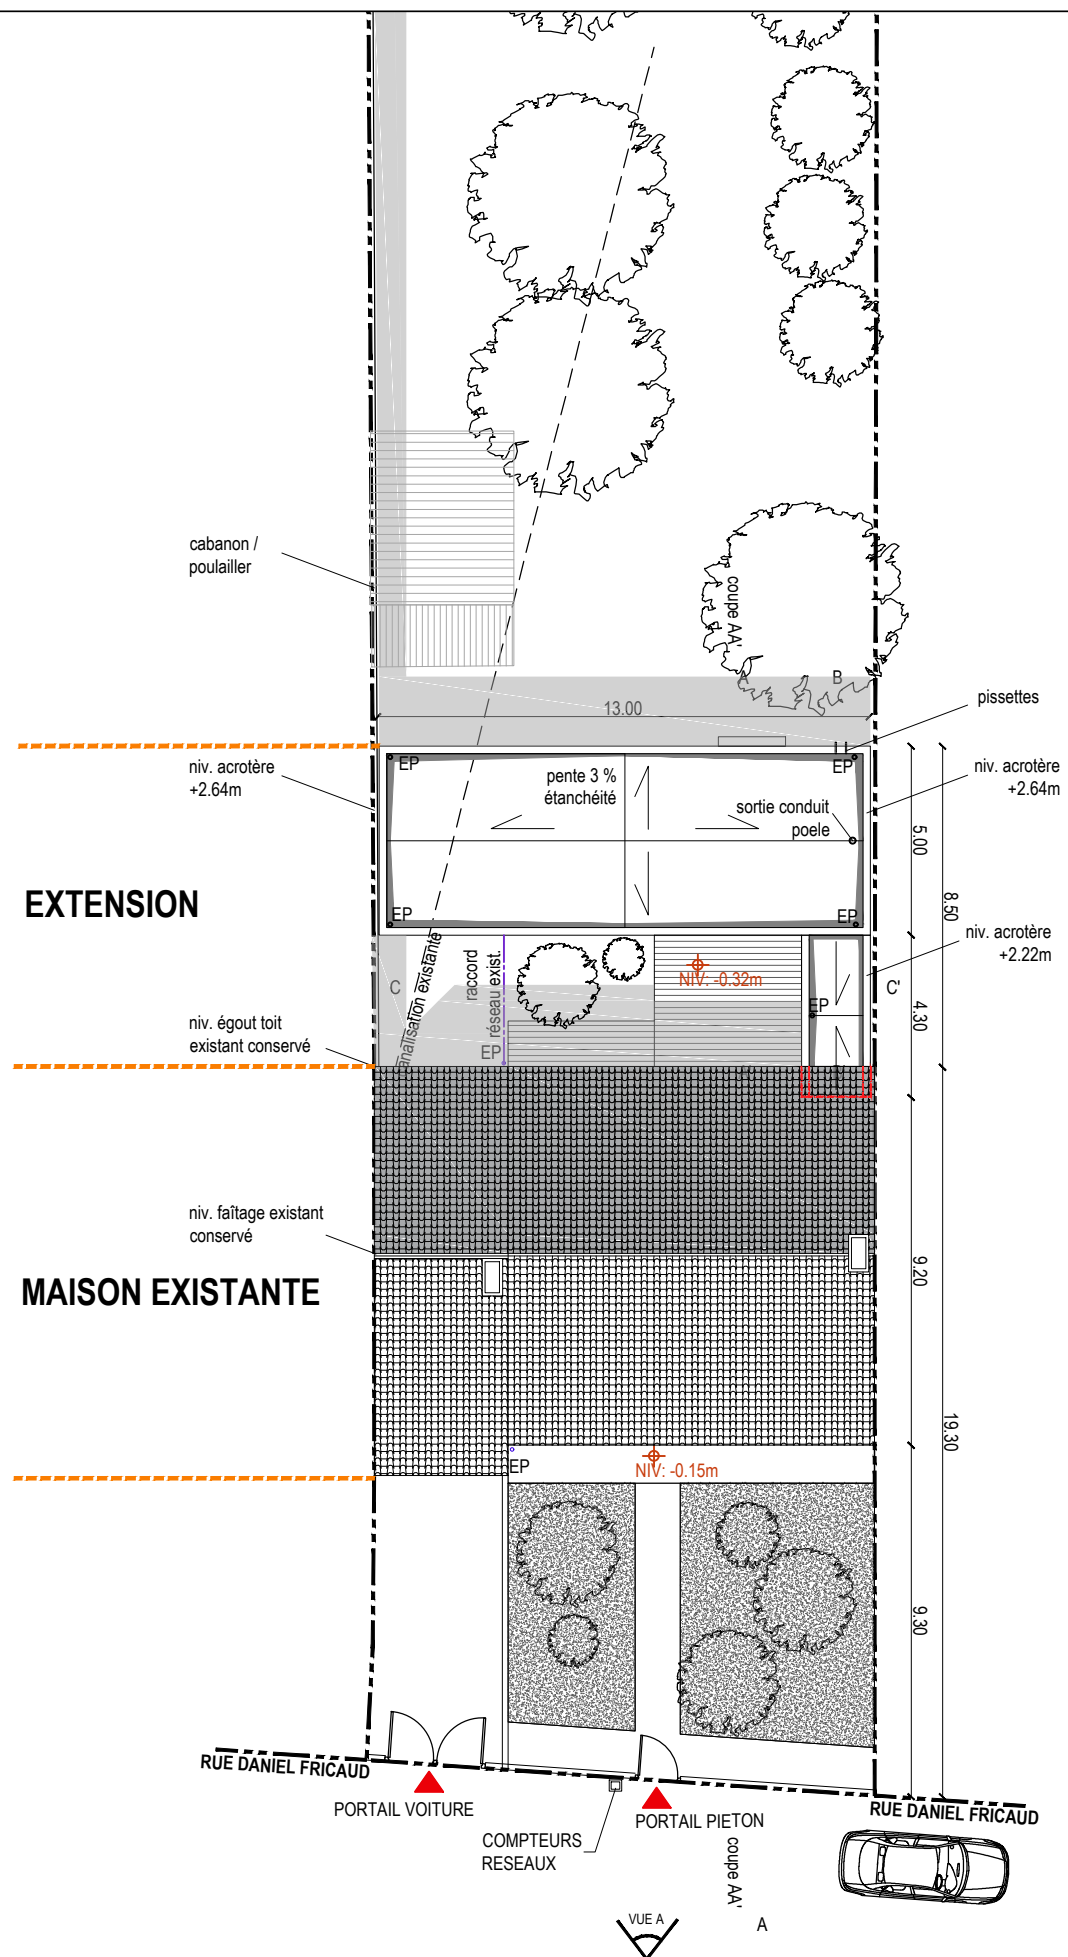 cabanon /
poulailler
coupe AA'
A
B
pissettes
13.00
niv. acrotère
+2.64m
EP
pente 3 %
étanchéité
EP
sortie conduit
poele
niv. acrotère
+2.64m
5.00
8.50
EXTENSION
EP
EP
niv. acrotère
+2.22m
analisation existante
raccord
réseau exist.
EP
NIV: -0.32m
C
C'
EP
4.30
niv. égout toit
existant conservé
niv. faîtage existant
conservé
9.20
MAISON EXISTANTE
19.30
EP
NIV: -0.15m
9.30
RUE DANIEL FRICAUD
PORTAIL VOITURE
COMPTEURS
RESEAUX
PORTAIL PIETON
RUE DANIEL FRICAUD
coupe AA'
VUE A
A